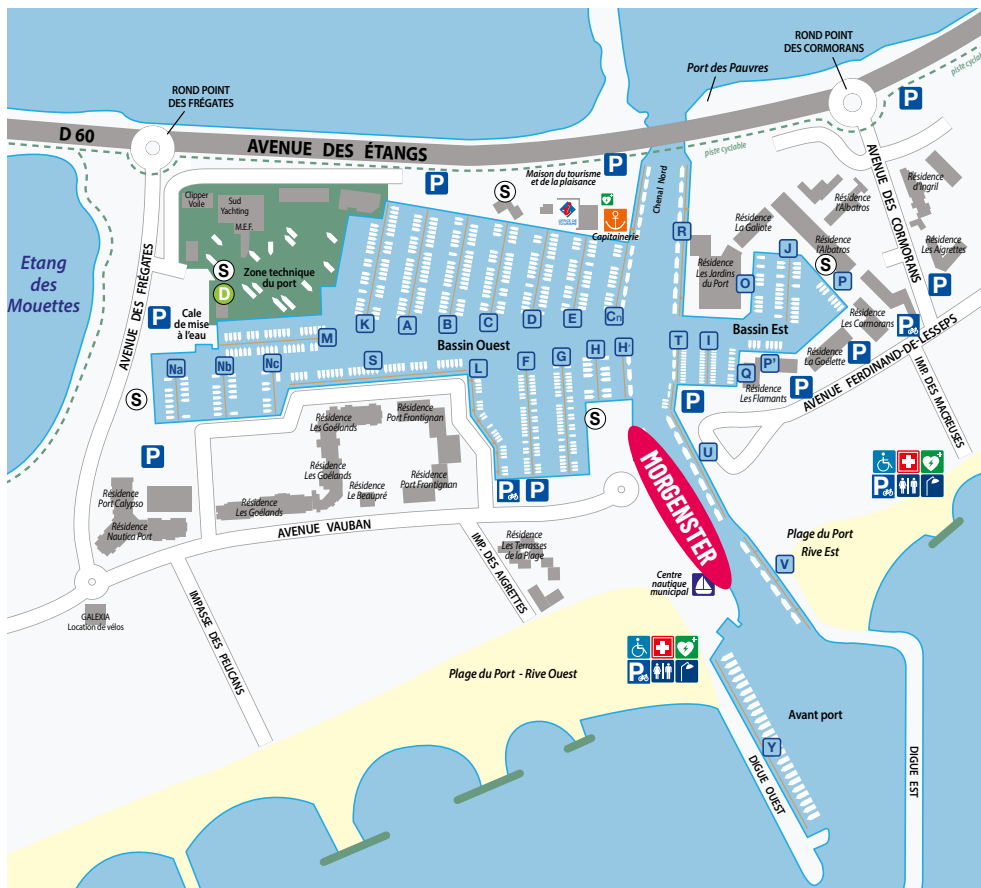 ROND POINT
DES CORMORANS
Port des Pauvres
piste cyclable
ROND POINT
DES FRÉGATES
P
D 60
AVENUE DES ÉTANGS
piste cyclable
Maison du tourisme
et de la plaisance
P
P
S
Chenal Nord
Capitainerie
AVENUE DES CORMORANS
Résidence
d'Ingril
Résidence
l'Albatros
Résidence
La Galiote
Résidence
l'Albatros
Résidence
Les Aigrettes
P
Clipper
Voile
Sud
Yachting
M.E.F.
Zone technique
du port
S
D
Etang
des
Mouettes
AVENUE DES FRÉGATES
P
Cale
de mise
à l'eau
R
J
S
P
O
Résidence
Les Jardins
du Port
K
A
B
C
D
E
Cn
M
Bassin Ouest
Bassin Est
Résidence
Les Cormorans
P
Na
Nb
Nc
S
L
F
G
H
H'
T
I
Q
P'
Résidence
La Goélette
P
Résidence
Les Flamants
P
P
AVENUE FERDINAND-DE-LESSEPS
IMP. DES MACREUSES
S
S
P
Résidence
Les Goélands
Résidence
Port Frontignan
Résidence
Les Goélands
Résidence
Le Beaupré
Résidence
Port Frontignan
Résidence
Les Goélands
P
P
U
MORGENSTER
Résidence
Port Calypso
Résidence
Nautica Port
AVENUE VAUBAN
IMP. DES AIGRETTES
Résidence
Les Terrasses
de la Plage
P
Plage du Port
Rive Est
V
Centre
nautique
municipal
GALEXIA
Location de vélos
IMPASSE DES PELICANS
P
Plage du Port - Rive Ouest
Avant port
Y
DIGUE OUEST
DIGUE EST